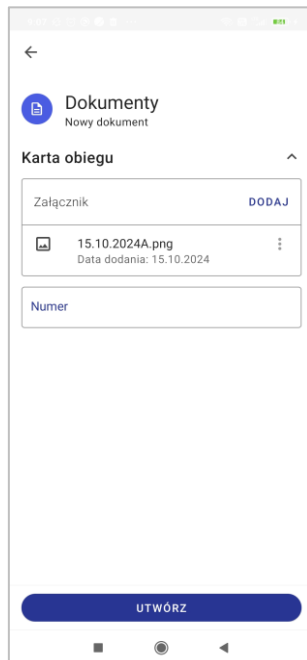 Dokumenty
Nowy dokument
Karta obiegu
Załącznik
DODAJ
15.10.2024A.png
Data dodania: 15.10.2024
Numer
UTWÓRZ